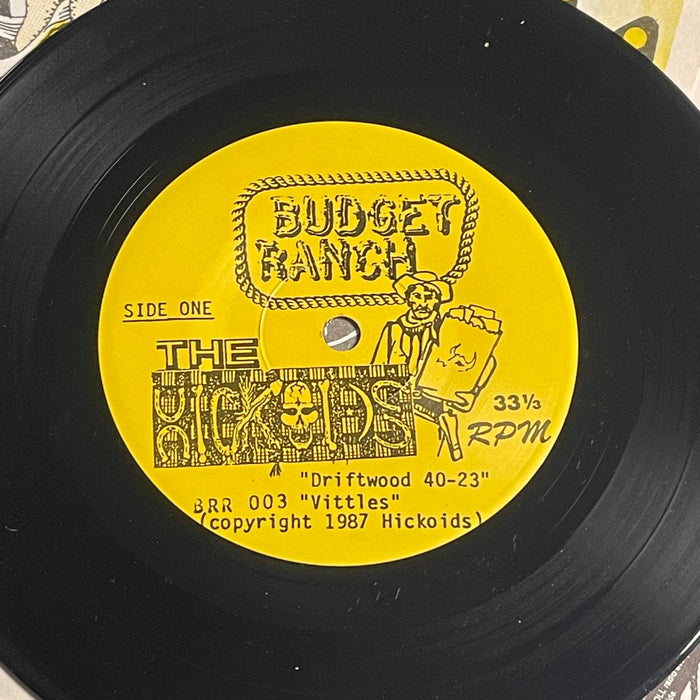 BUDGET
RANCH
SIDE ONE
THE
HICKOIDS
33⅓
RPM
"Driftwood 40-23"
BRR 003 "Vittles"
(copyright 1987 Hickoids)